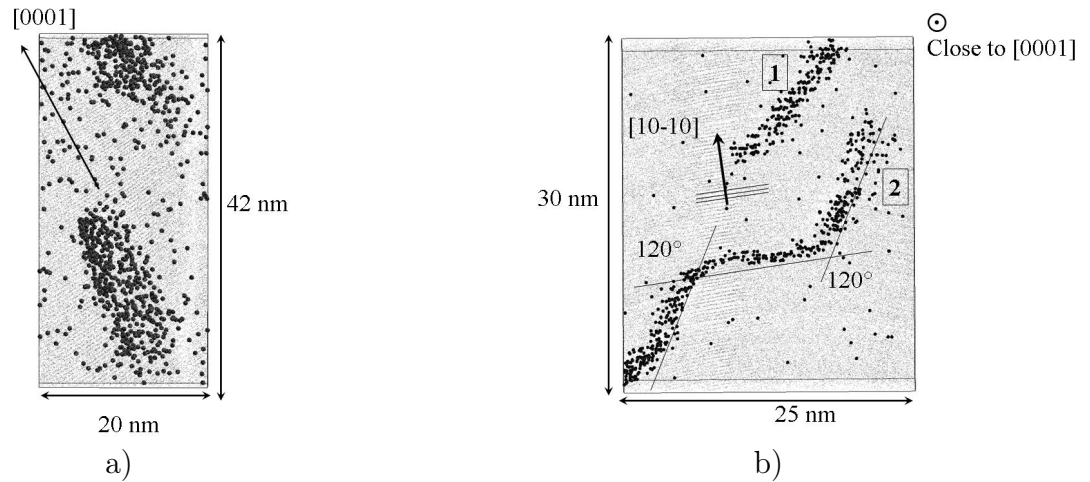 [0001]
42 nm
20 nm
a)
Close to [0001]
1
[10-10]
2
30 nm
120°
120°
25 nm
b)